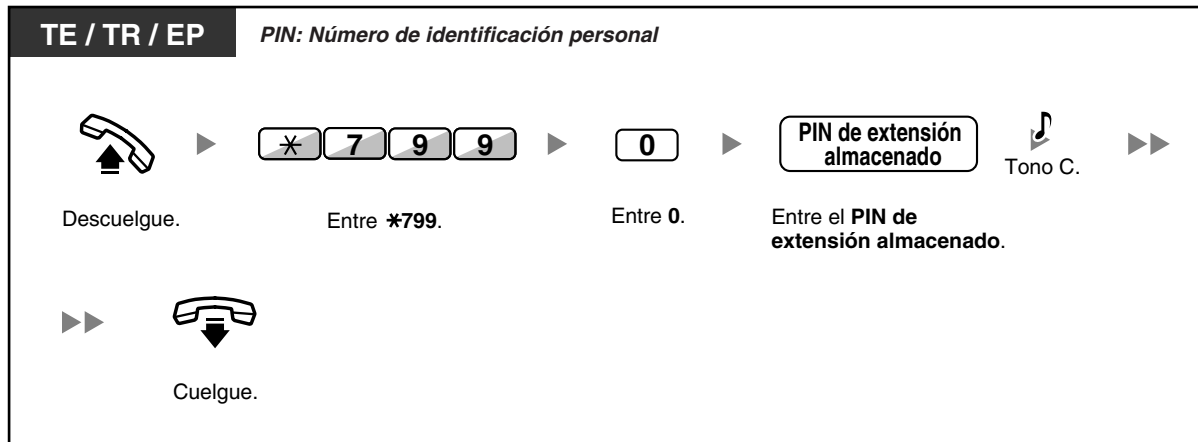 TE / TR / EP PIN: Número de identificación personal
* 7 9 9 0 PIN de extensión
almacenado
Tono C.
Descuelgue. Entre *799. Entre 0. Entre el PIN de
extensión almacenado.
Cuelgue.